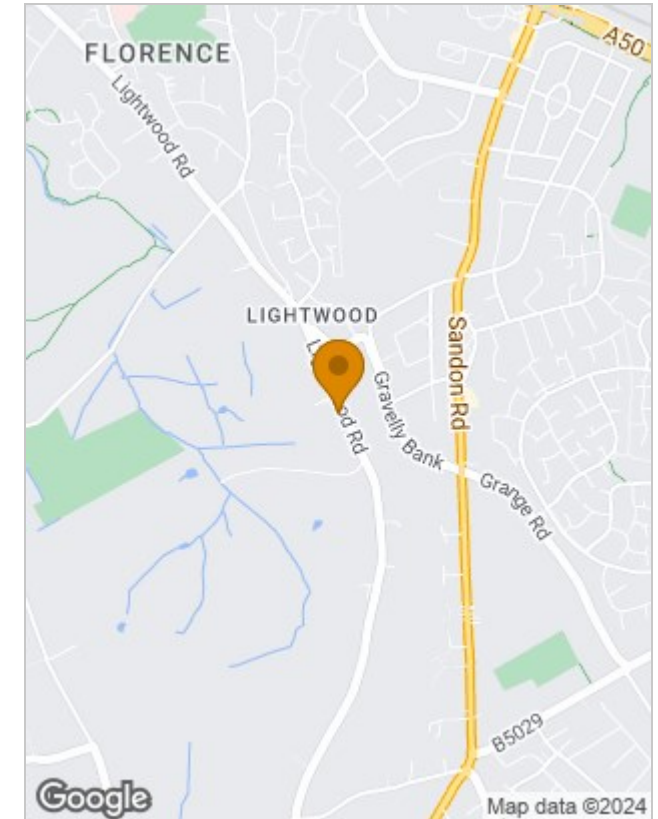 A50
FLORENCE
Lightwood Rd
LIGHTWOOD
Sandon Rd
Gravelly Bank
Grange Rd
B5029
Google
Map data ©2024